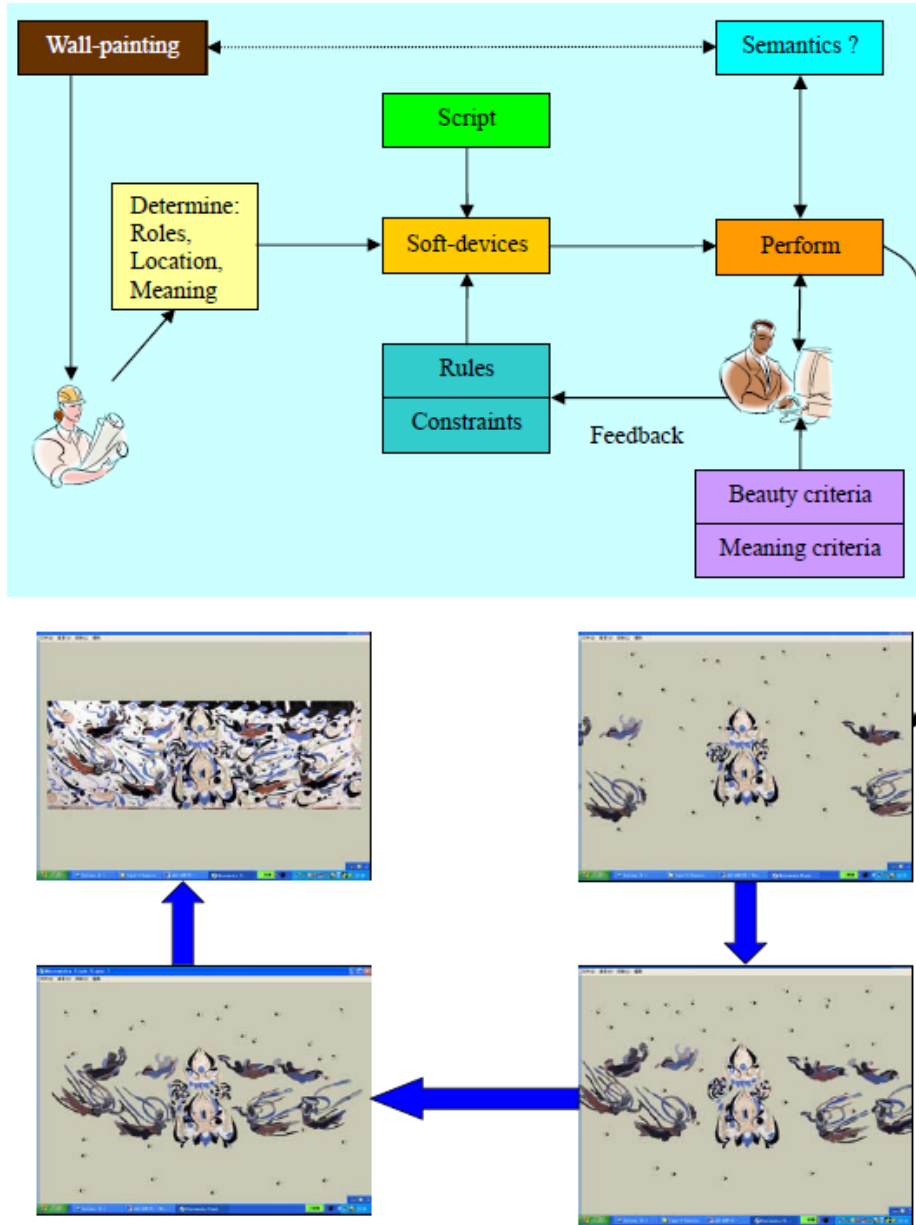 Wall-painting
Semantics ?
Script
Determine:
Roles,
Location,
Meaning
Soft-devices
Perform
Rules
Constraints
Feedback
Beauty criteria
Meaning criteria